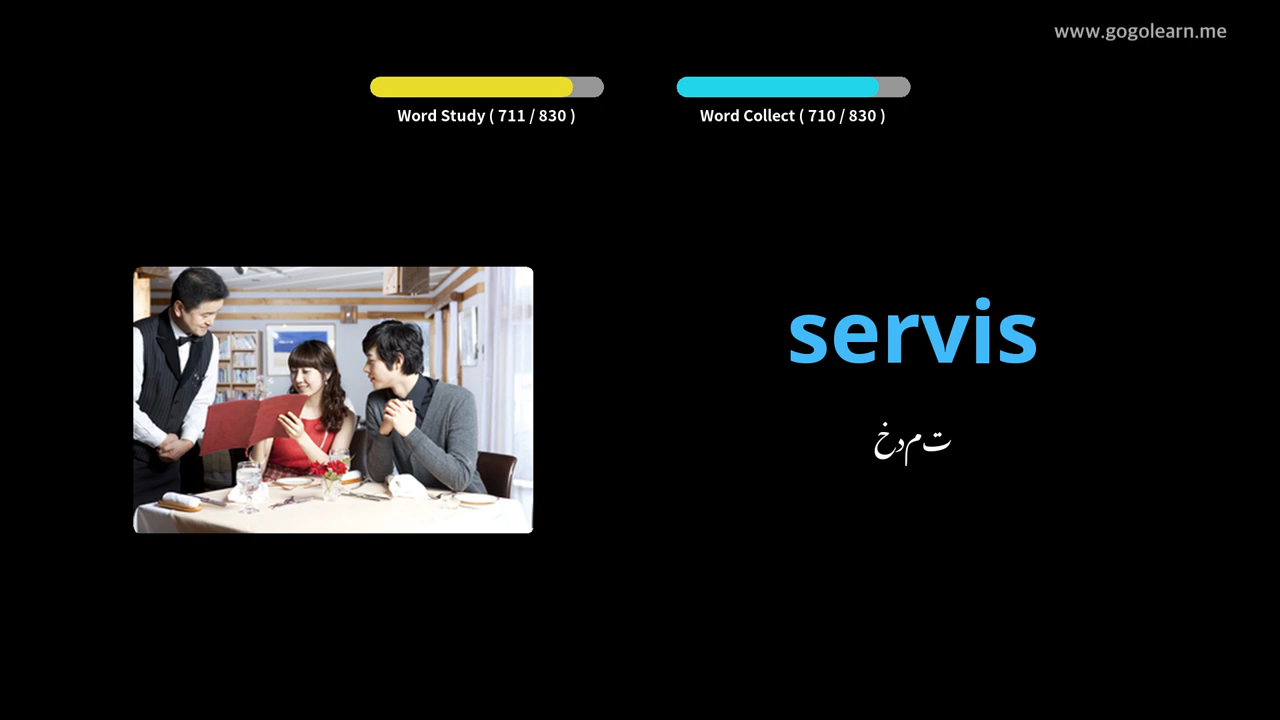 www.gogolearn.me
Word Study ( 711 / 830 )
Word Collect ( 710 / 830 )
servis
خدمت